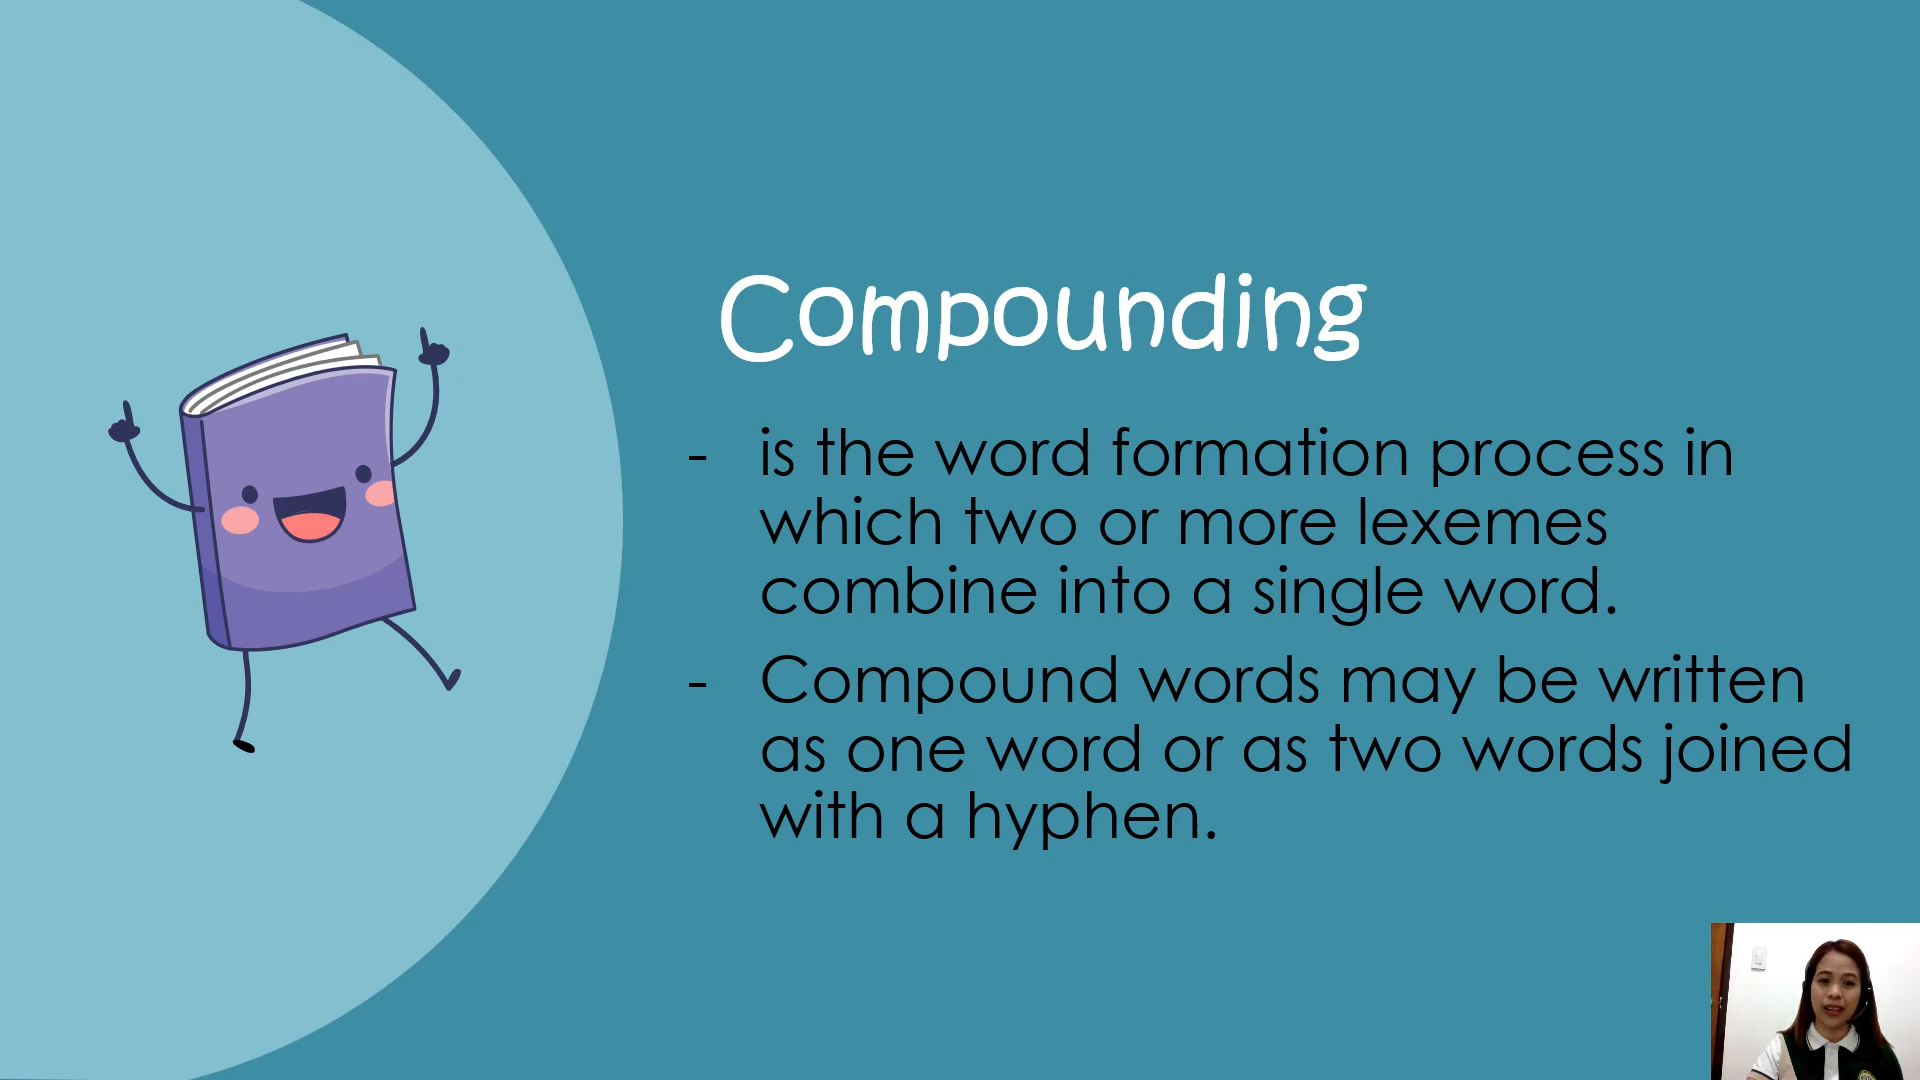 Compounding
- is the word formation process in
which two or more lexemes
combine into a single word.
- Compound words may be written
as one word or as two words joined
with a hyphen.